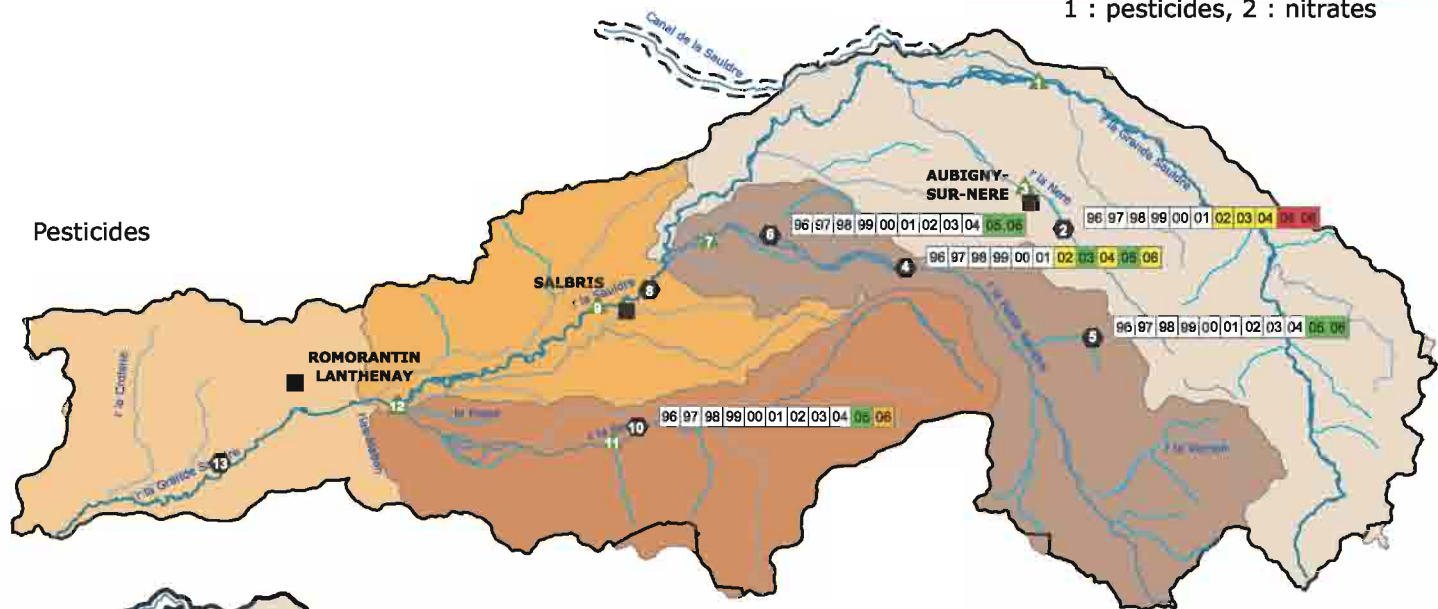 1 : pesticides, 2 : nitrates
Canal de la Sauldre
1
r la Grande Sauldre
AUBIGNY-
SUR-NERE
r la Nere
Pesticides
2
96 97 98 99 00 01 02 03 04 05 06
6
96 97 98 99 00 01 02 03 04 05 06
7
4
96 97 98 99 00 01 02 03 04 05 06
SALBRIS
r la Sauldre
8
9
r la Petite Sauldre
5
96 97 98 99 00 01 02 03 04 05 06
ROMORANTIN
LANTHENAY
r la Croisne
12
10
96 97 98 99 00 01 02 03 04 05 06
11
r la
r la Vernon
13
r la Grande Sauldre